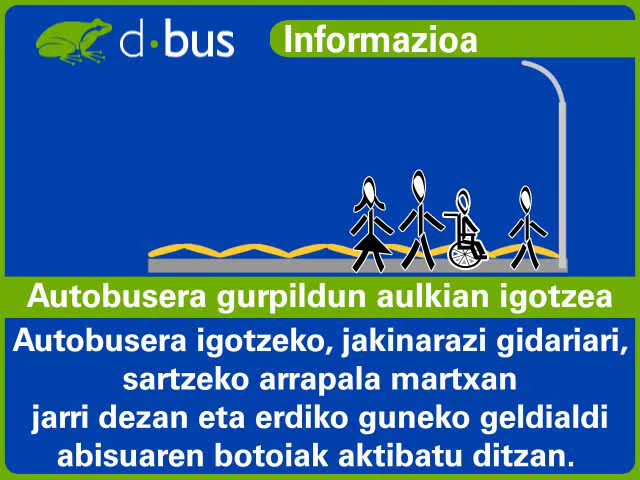 d·bus
Informazioa
Autobusera gurpildun aulkian igotzea
Autobusera igotzeko, jakinarazi gidariari,
sartzeko arrapala martxan
jarri dezan eta erdiko guneko geldialdi
abisuaren botoiak aktibatu ditzan.